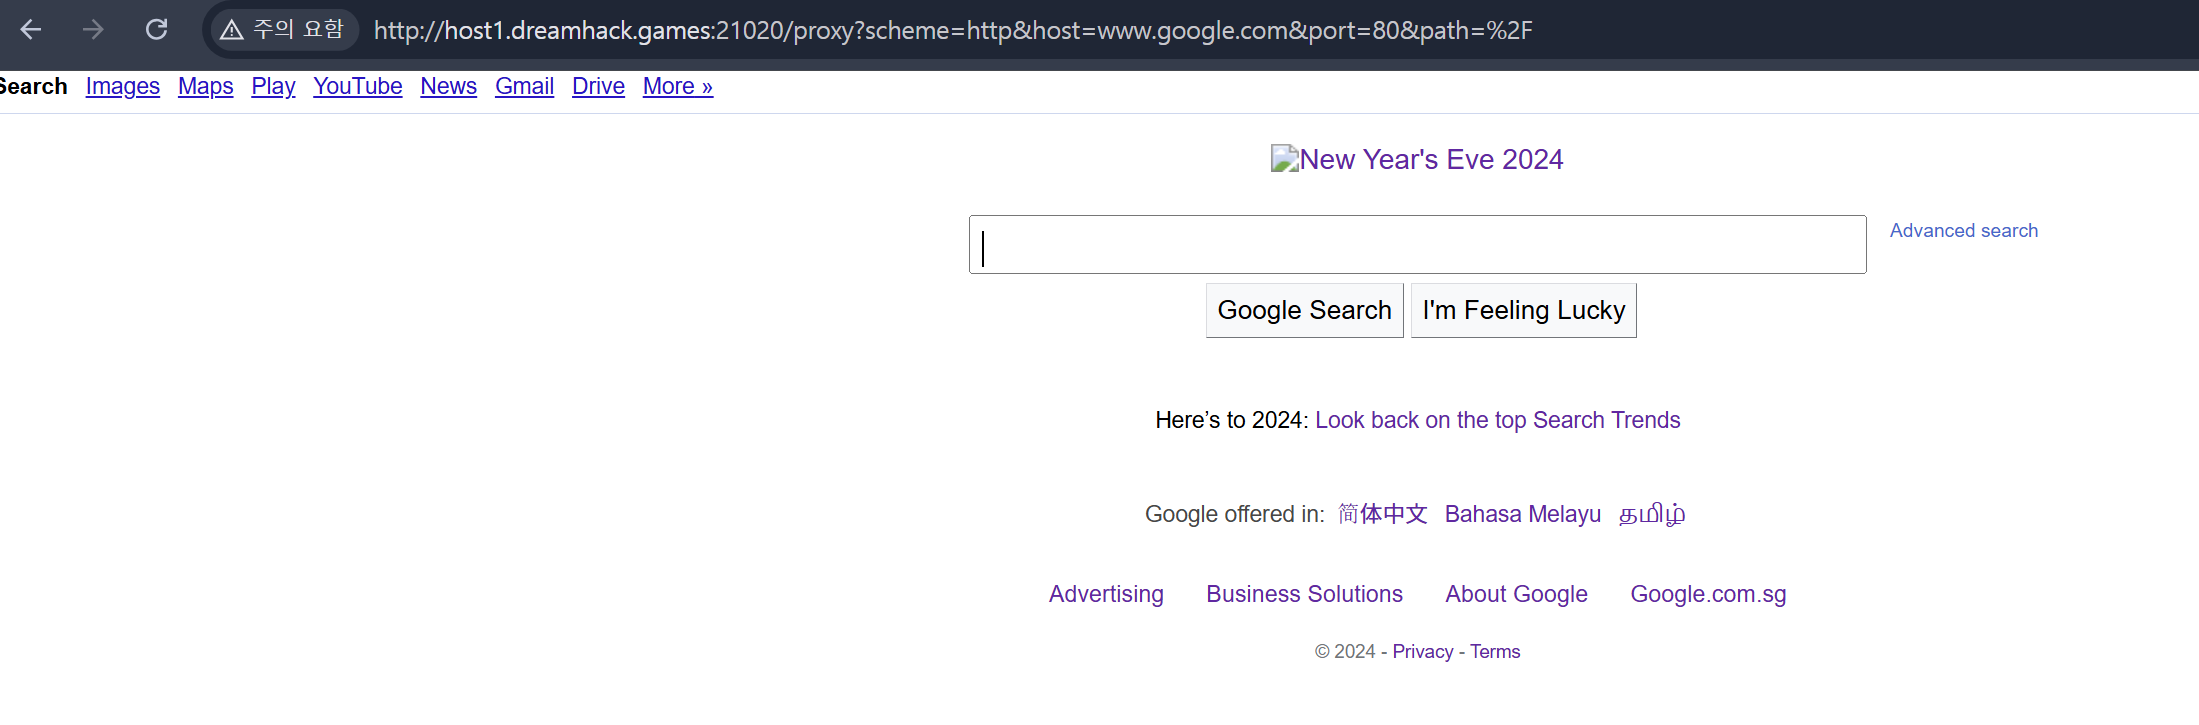 주의 요함 http://host1.dreamhack.games:21020/proxy?scheme=http&host=www.google.com&port=80&path=%2F
Search Images Maps Play YouTube News Gmail Drive More »
New Year's Eve 2024
Advanced search
Google Search I'm Feeling Lucky
Here’s to 2024: Look back on the top Search Trends
Google offered in: 简体中文 Bahasa Melayu தமிழ்
Advertising Business Solutions About Google Google.com.sg
© 2024 - Privacy - Terms